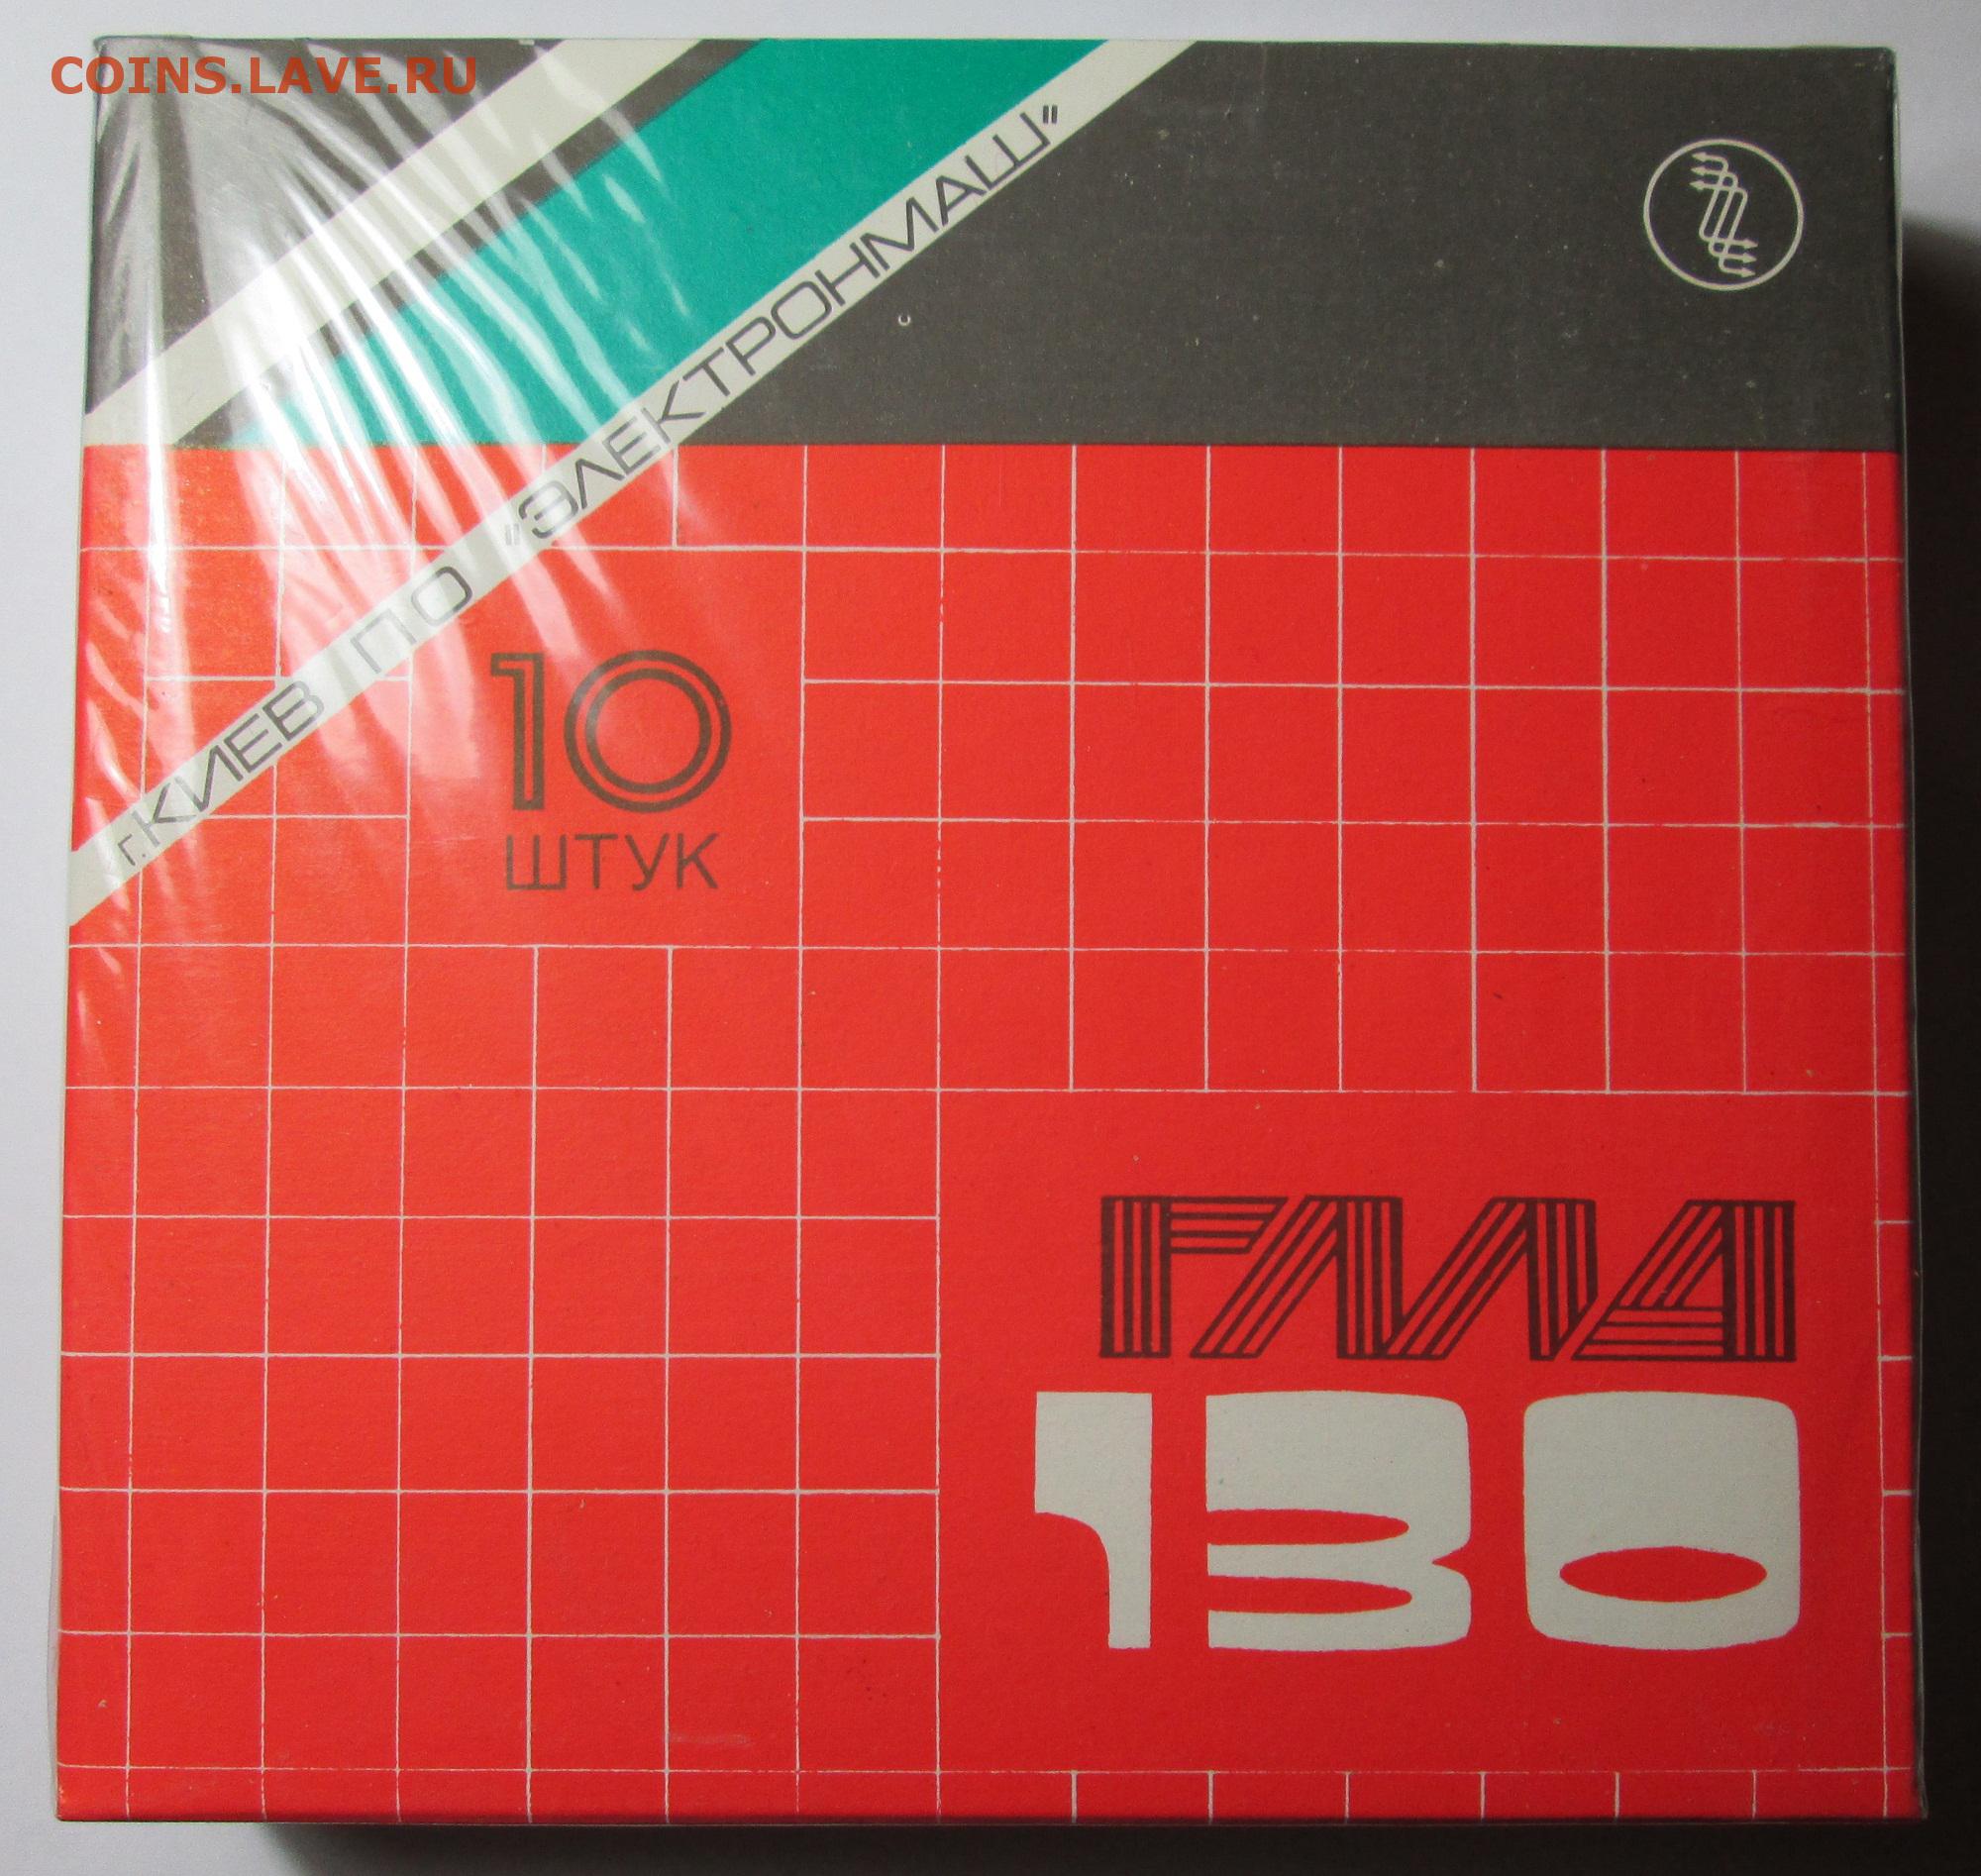 COINS.LAVE.RU
г. КИЕВ ПО "ЭЛЕКТРОНМАШ"
10
ШТУК
ГМД
130